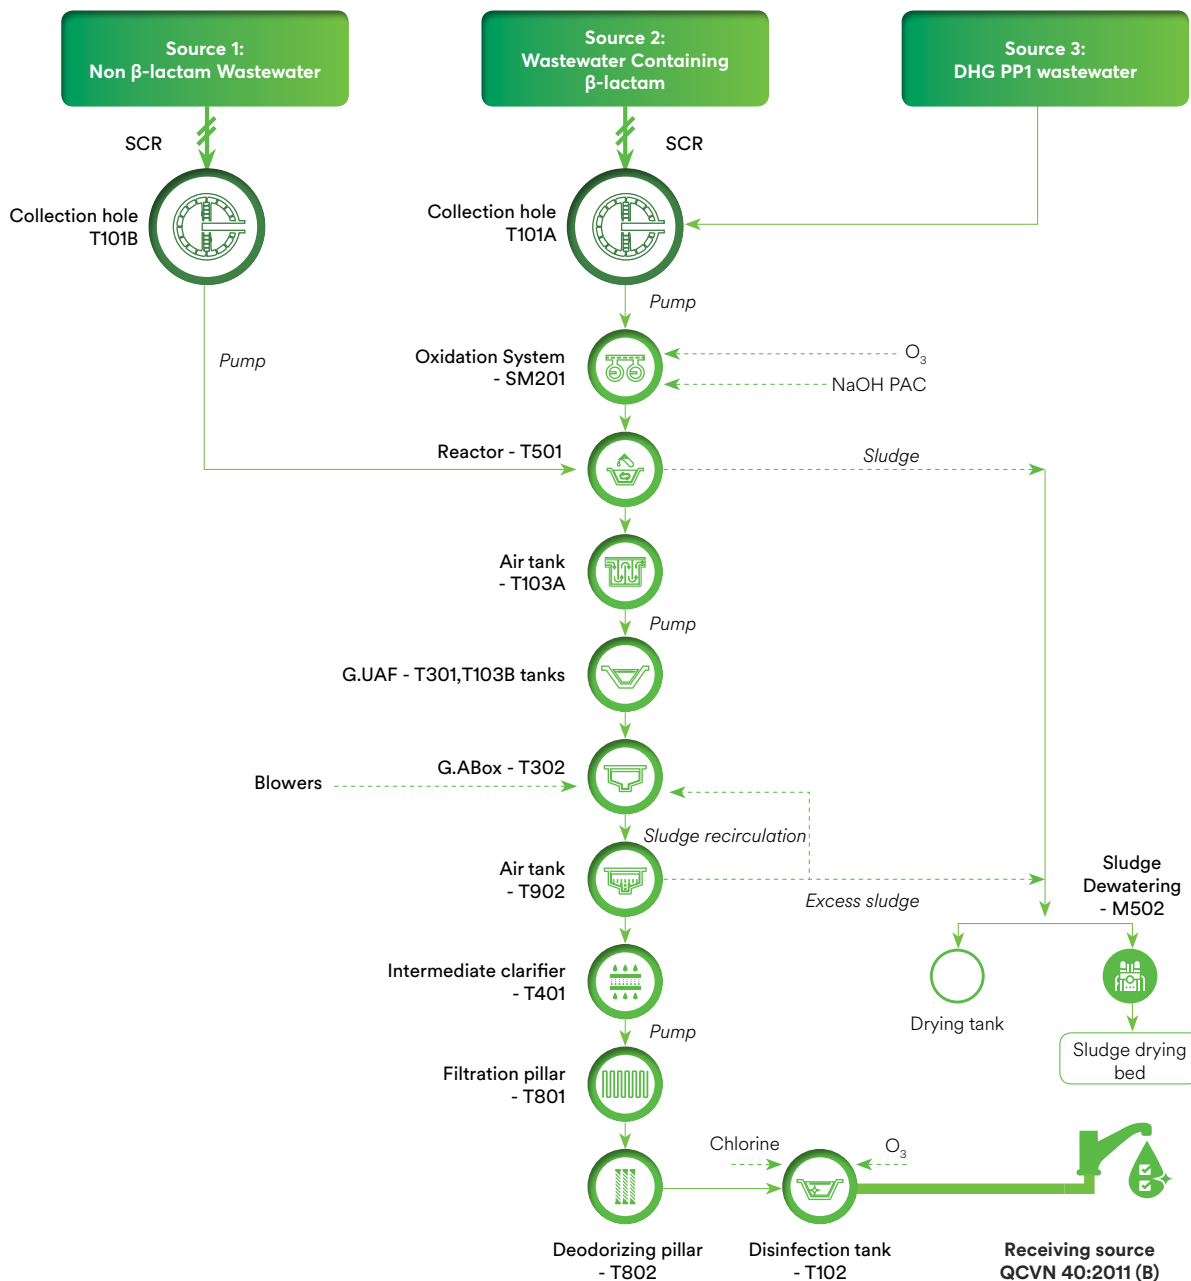 Source 1:
Non β-lactam Wastewater
Source 2:
Wastewater Containing
β-lactam
Source 3:
DHG PP1 wastewater
SCR
SCR
Collection hole
T101B
Collection hole
T101A
Pump
Pump
Oxidation System
- SM201
O₃
NaOH PAC
Reactor - T501
Sludge
Air tank
- T103A
Pump
G.UAF - T301,T103B tanks
G.ABox - T302
Blowers
Sludge recirculation
Air tank
- T902
Excess sludge
Sludge
Dewatering
- M502
Intermediate clarifier
- T401
Drying tank
Pump
Sludge drying
bed
Filtration pillar
- T801
Chlorine
O₃
Deodorizing pillar
- T802
Disinfection tank
- T102
Receiving source
QCVN 40:2011 (B)